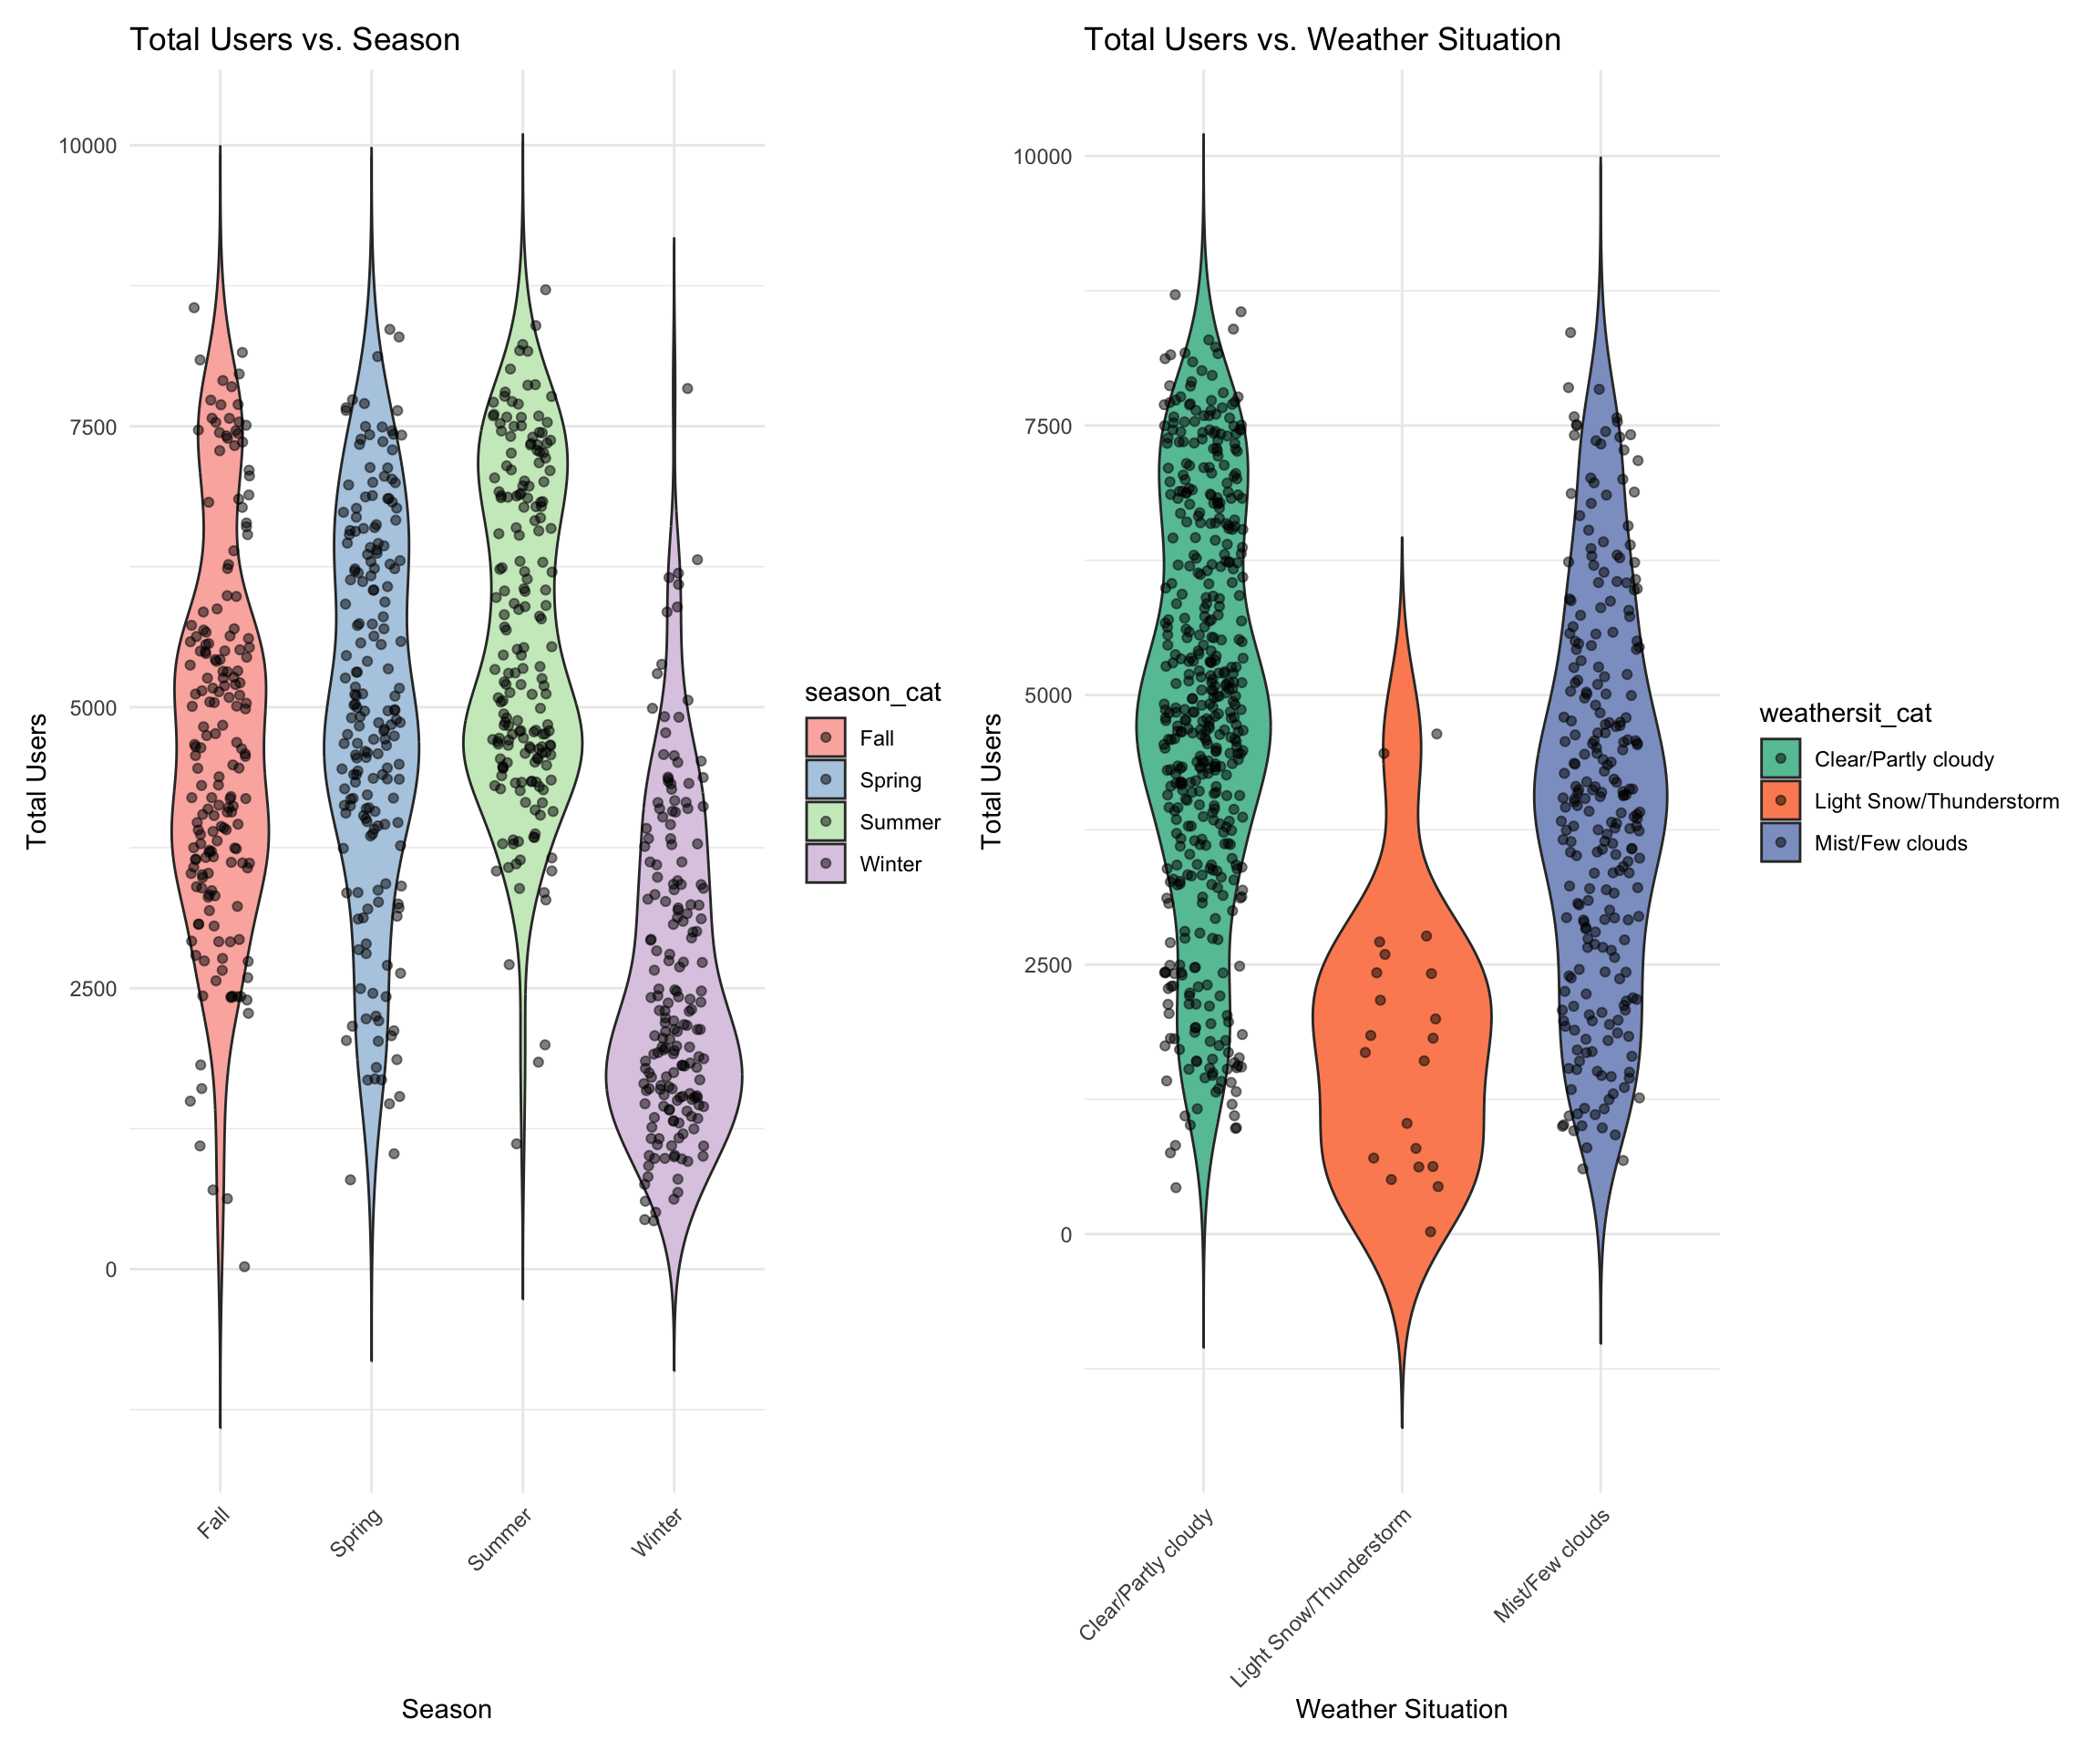 Total Users vs. Season
Total Users
10000
7500
5000
2500
0
Fall
Spring
Summer
Winter
Season
season_cat
Fall
Spring
Summer
Winter
Total Users vs. Weather Situation
Total Users
10000
7500
5000
2500
0
Clear/Partly cloudy
Light Snow/Thunderstorm
Mist/Few clouds
Weather Situation
weathersit_cat
Clear/Partly cloudy
Light Snow/Thunderstorm
Mist/Few clouds